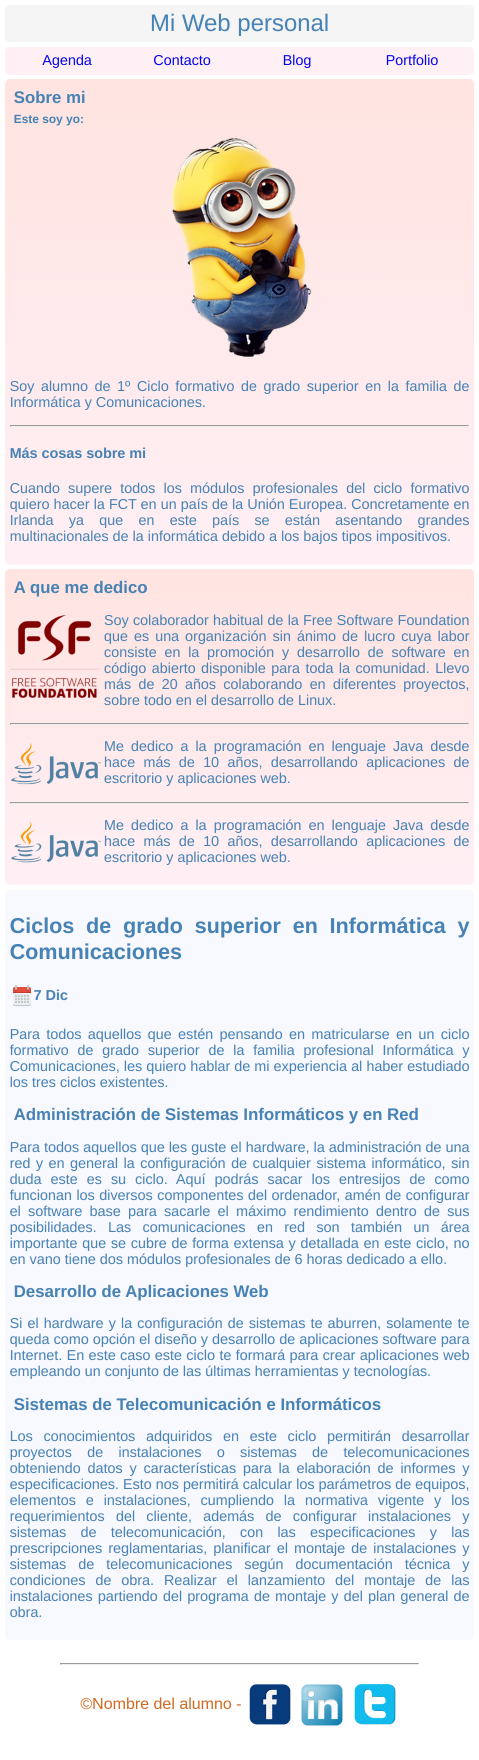 Mi Web personal
Agenda Contacto Blog Portfolio
Sobre mi
Este soy yo:
Soy alumno de 1º Ciclo formativo de grado superior en la familia de
Informática y Comunicaciones.
Más cosas sobre mi
Cuando supere todos los módulos profesionales del ciclo formativo
quiero hacer la FCT en un país de la Unión Europea. Concretamente en
Irlanda ya que en este país se están asentando grandes
multinacionales de la informática debido a los bajos tipos impositivos.
A que me dedico
FSF
FREE SOFTWARE
FOUNDATION
Soy colaborador habitual de la Free Software Foundation
que es una organización sin ánimo de lucro cuya labor
consiste en la promoción y desarrollo de software en
código abierto disponible para toda la comunidad. Llevo
más de 20 años colaborando en diferentes proyectos,
sobre todo en el desarrollo de Linux.
Java
Me dedico a la programación en lenguaje Java desde
hace más de 10 años, desarrollando aplicaciones de
escritorio y aplicaciones web.
Java
Me dedico a la programación en lenguaje Java desde
hace más de 10 años, desarrollando aplicaciones de
escritorio y aplicaciones web.
Ciclos de grado superior en Informática y
Comunicaciones
7 Dic
Para todos aquellos que estén pensando en matricularse en un ciclo
formativo de grado superior de la familia profesional Informática y
Comunicaciones, les quiero hablar de mi experiencia al haber estudiado
los tres ciclos existentes.
Administración de Sistemas Informáticos y en Red
Para todos aquellos que les guste el hardware, la administración de una
red y en general la configuración de cualquier sistema informático, sin
duda este es su ciclo. Aquí podrás sacar los entresijos de como
funcionan los diversos componentes del ordenador, amén de configurar
el software base para sacarle el máximo rendimiento dentro de sus
posibilidades. Las comunicaciones en red son también un área
importante que se cubre de forma extensa y detallada en este ciclo, no
en vano tiene dos módulos profesionales de 6 horas dedicado a ello.
Desarrollo de Aplicaciones Web
Si el hardware y la configuración de sistemas te aburren, solamente te
queda como opción el diseño y desarrollo de aplicaciones software para
Internet. En este caso este ciclo te formará para crear aplicaciones web
empleando un conjunto de las últimas herramientas y tecnologías.
Sistemas de Telecomunicación e Informáticos
Los conocimientos adquiridos en este ciclo permitirán desarrollar
proyectos de instalaciones o sistemas de telecomunicaciones
obteniendo datos y características para la elaboración de informes y
especificaciones. Esto nos permitirá calcular los parámetros de equipos,
elementos e instalaciones, cumpliendo la normativa vigente y los
requerimientos del cliente, además de configurar instalaciones y
sistemas de telecomunicación, con las especificaciones y las
prescripciones reglamentarias, planificar el montaje de instalaciones y
sistemas de telecomunicaciones según documentación técnica y
condiciones de obra. Realizar el lanzamiento del montaje de las
instalaciones partiendo del programa de montaje y del plan general de
obra.
©Nombre del alumno - f in t